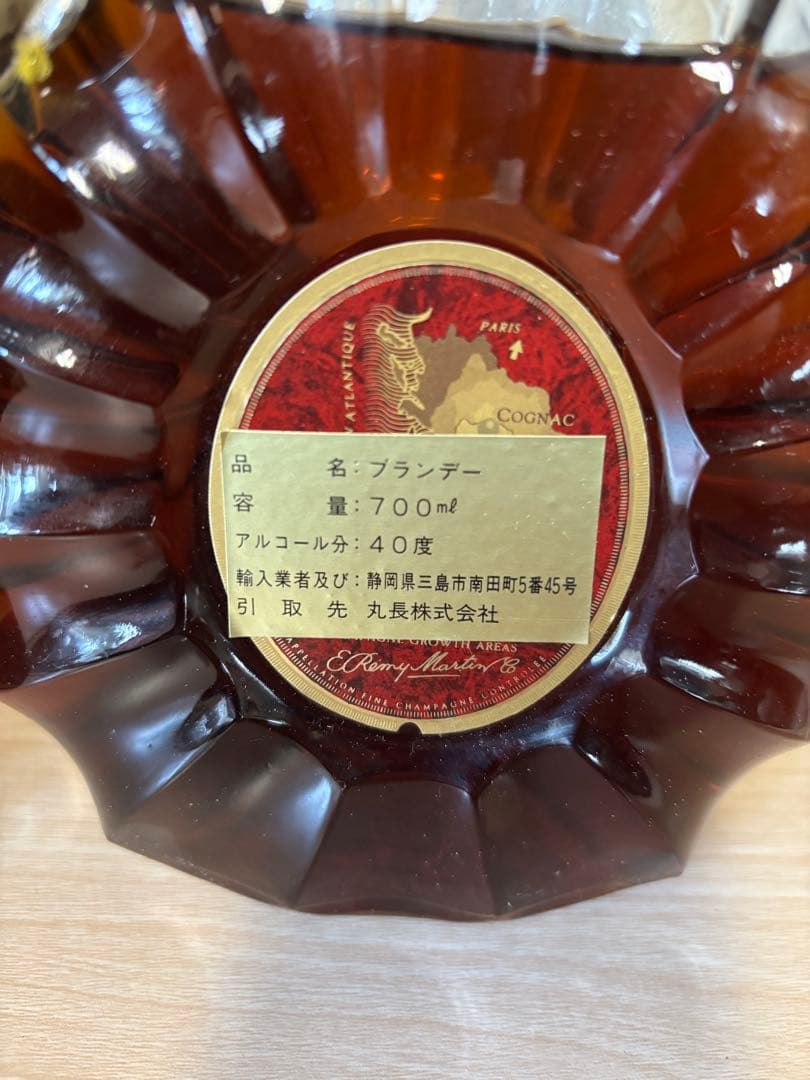 PARIS
ATLANTIQUE
COGNAC
品 名：ブランデー
容 量：700ml
アルコール分：40度
輸入業者及び：静岡県三島市南田町5番45号
引取先 丸長株式会社
GROWTH AREAS
E. Remy Martin Co
APPELLATION FINE CHAMPAGNE CONTROLEE